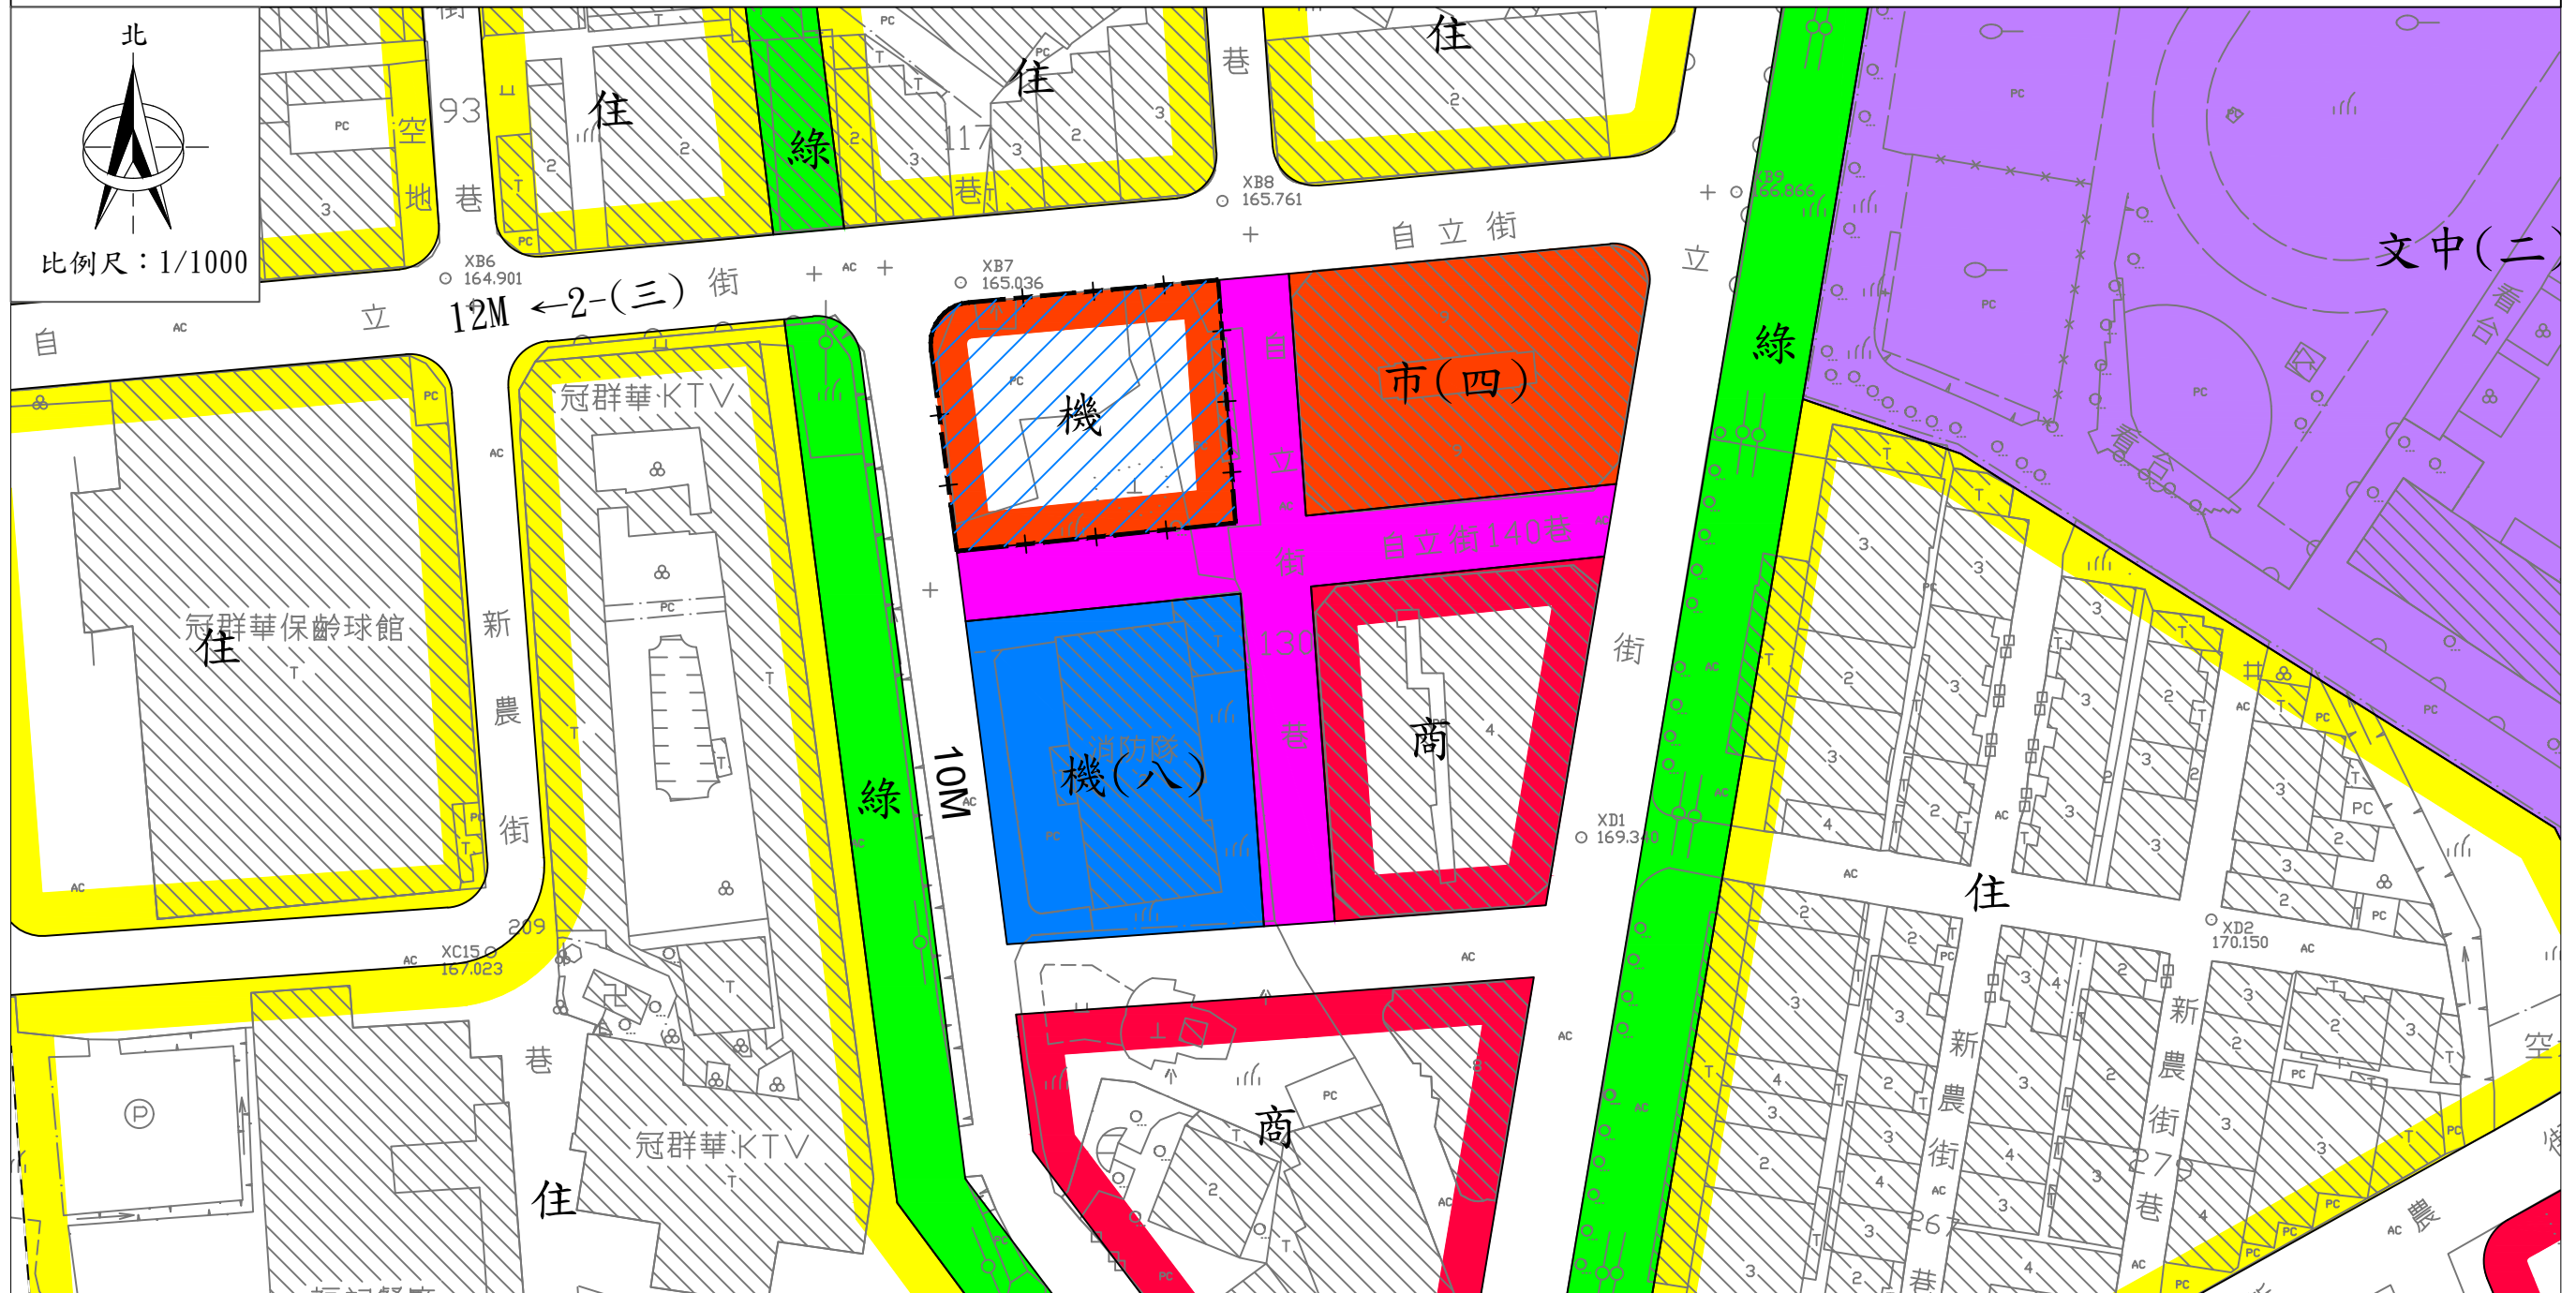 北
比例尺：1/1000
街
93
巷
空
地
住
住
住
綠
117
巷
巷
XB8
165.761
XB9
166.866
XB6
164.901
XB7
165.036
自立街
自
立
街
12M ←2-(三)
立
街
文中(二)
看台
看台
綠
冠群華KTV
機
市(四)
自
立
街
130
巷
自立街140巷
冠群華保齡球館
住
新
農
街
209
巷
XC15
167.023
綠
10M
消防隊
機(八)
商
XD1
169.340
住
XD2
170.150
冠群華KTV
住
商
新
農
街
267
巷
新
農
街
279
巷
空
農
P